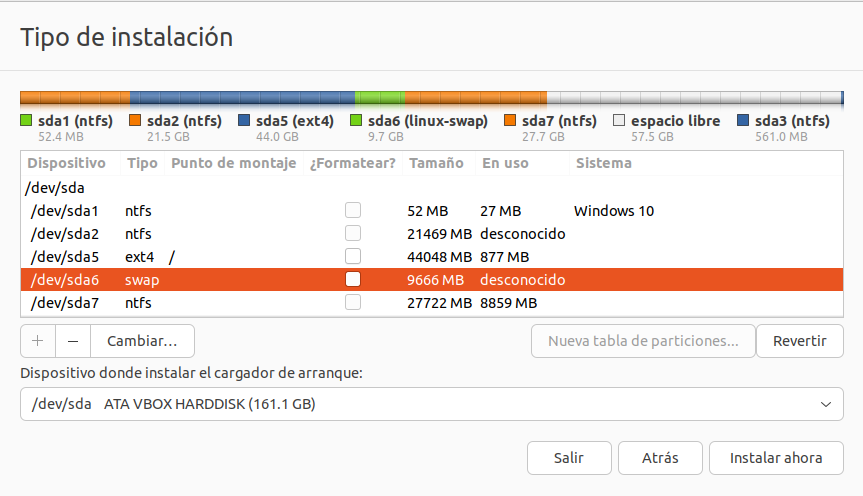 Tipo de instalación
sda1 (ntfs) sda2 (ntfs) sda5 (ext4) sda6 (linux-swap) sda7 (ntfs) espacio libre sda3 (ntfs)
52.4 MB 21.5 GB 44.0 GB 9.7 GB 27.7 GB 57.5 GB 561.0 MB
Dispositivo Tipo Punto de montaje ¿Formatear? Tamaño En uso Sistema
/dev/sda
/dev/sda1 ntfs 52 MB 27 MB Windows 10
/dev/sda2 ntfs 21469 MB desconocido
/dev/sda5 ext4 / 44048 MB 877 MB
/dev/sda6 swap 9666 MB desconocido
/dev/sda7 ntfs 27722 MB 8859 MB
+ − Cambiar... Nueva tabla de particiones... Revertir
Dispositivo donde instalar el cargador de arranque:
/dev/sda ATA VBOX HARDDISK (161.1 GB)
Salir Atrás Instalar ahora